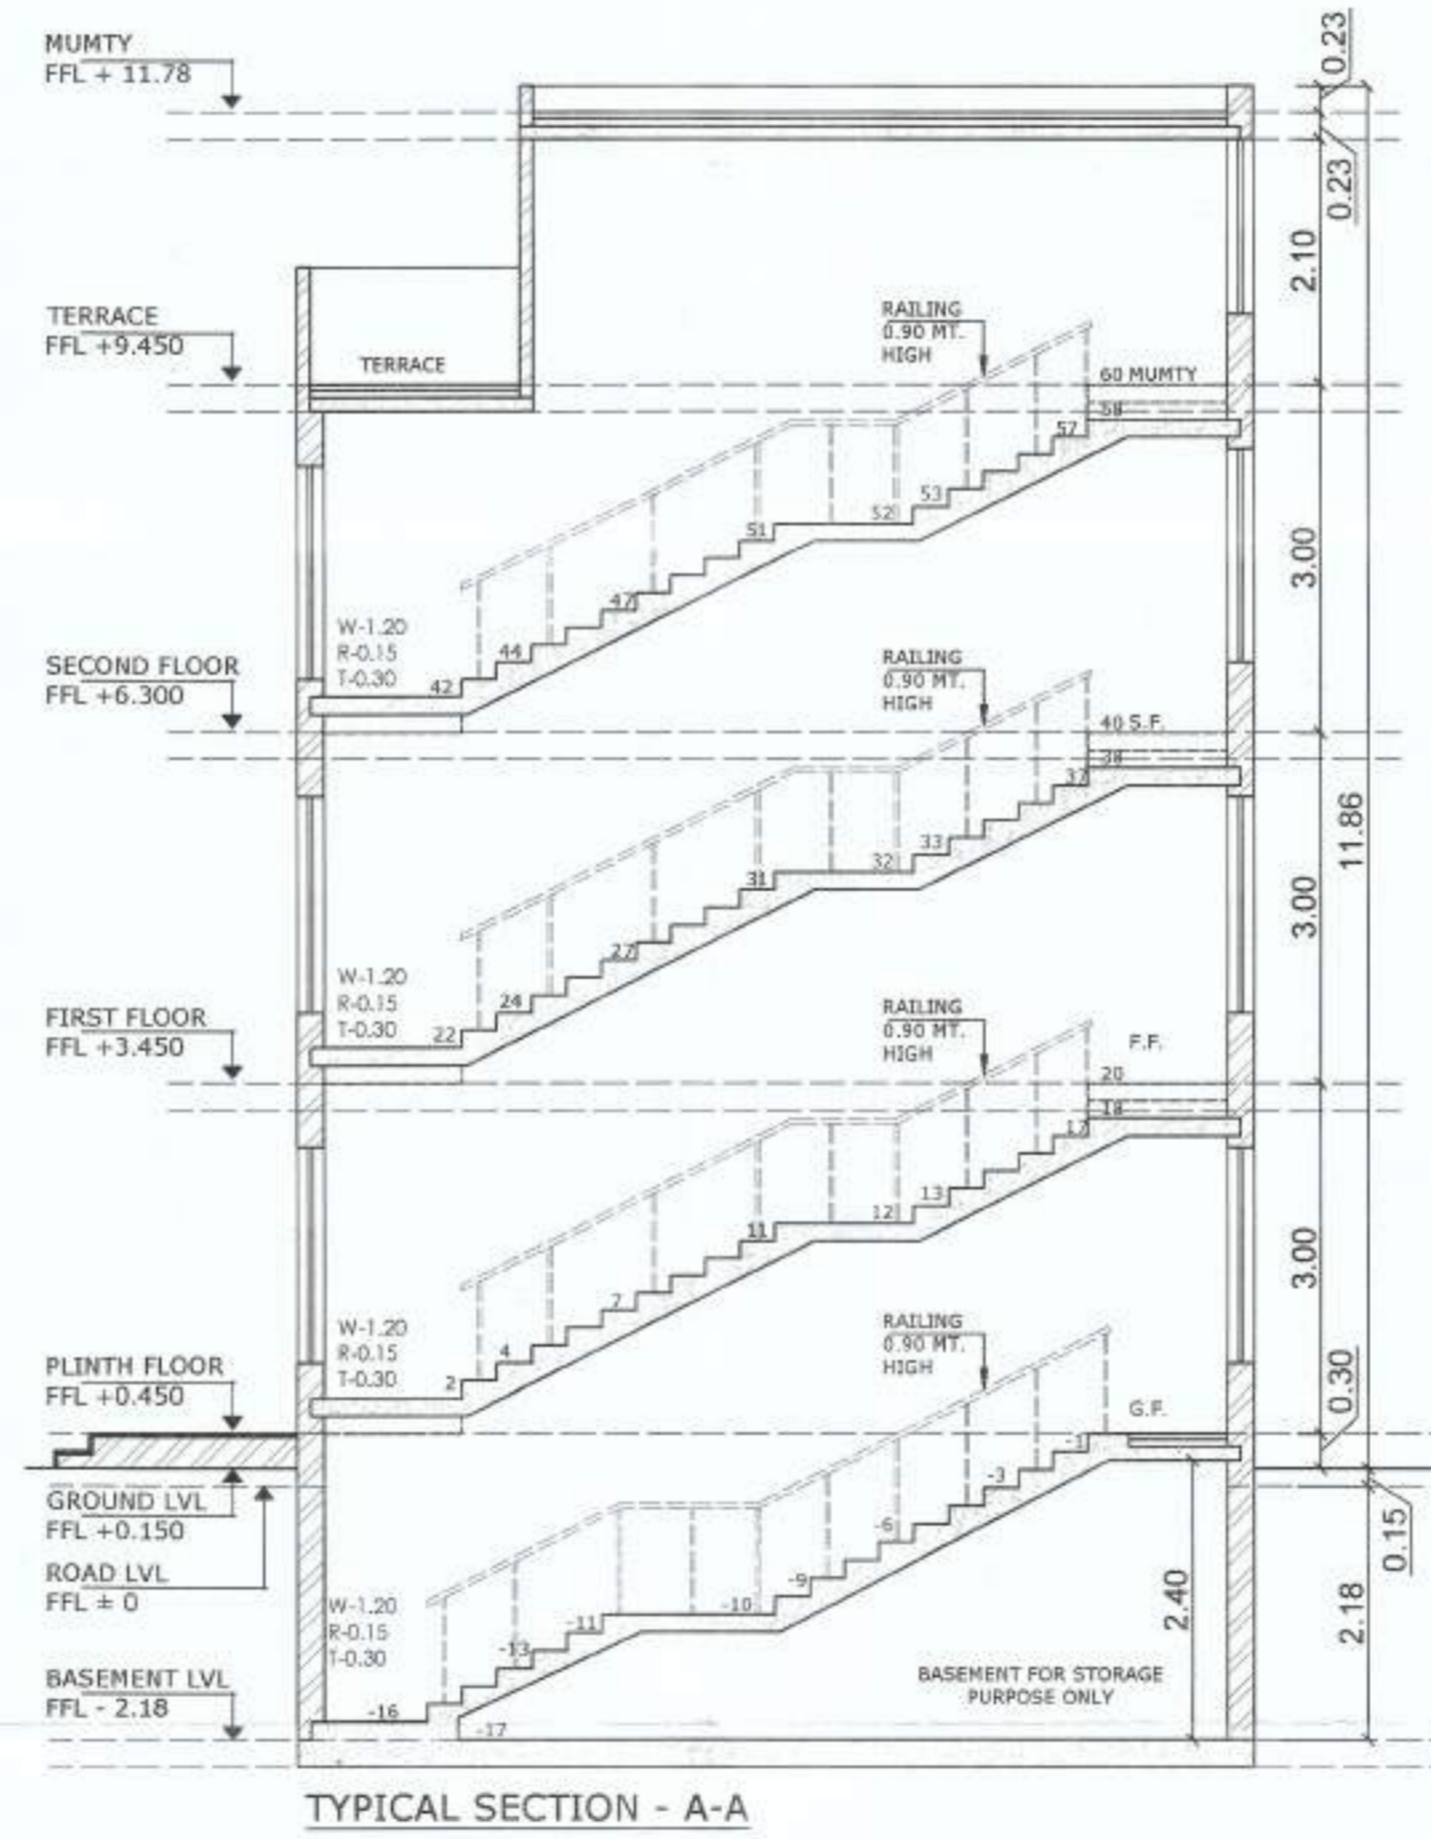 MUMTY
FFL + 11.78
0.23
0.23
2.10
TERRACE
FFL +9.450
TERRACE
RAILING
0.90 MT.
HIGH
60 MUMTY
58
57
53
52
51
47
44
42
W-1.20
R-0.15
T-0.30
3.00
SECOND FLOOR
FFL +6.300
RAILING
0.90 MT.
HIGH
40 S.F.
38
37
33
32
31
27
24
22
W-1.20
R-0.15
T-0.30
3.00
11.86
FIRST FLOOR
FFL +3.450
RAILING
0.90 MT.
HIGH
F.F.
20
18
17
13
12
11
7
4
2
W-1.20
R-0.15
T-0.30
3.00
PLINTH FLOOR
FFL +0.450
RAILING
0.90 MT.
HIGH
G.F.
0.30
GROUND LVL
FFL +0.150
ROAD LVL
FFL ± 0
-1
-3
-6
-9
-10
-11
-13
-16
-17
W-1.20
R-0.15
T-0.30
0.15
2.40
2.18
BASEMENT LVL
FFL - 2.18
BASEMENT FOR STORAGE
PURPOSE ONLY
TYPICAL SECTION - A-A